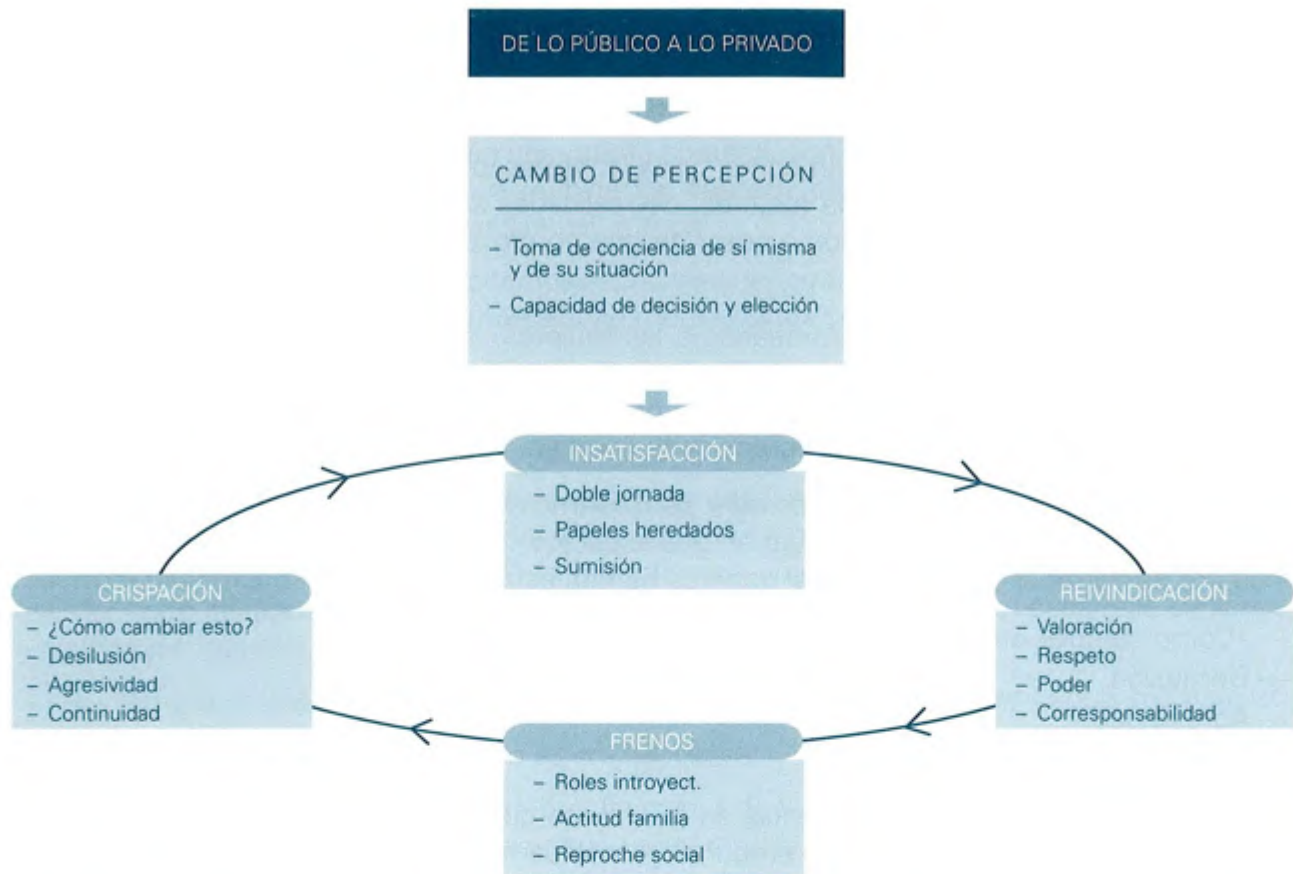 DE LO PÚBLICO A LO PRIVADO
CAMBIO DE PERCEPCIÓN
– Toma de conciencia de sí misma
y de su situación
– Capacidad de decisión y elección
INSATISFACCIÓN
– Doble jornada
– Papeles heredados
– Sumisión
CRISPACIÓN
– ¿Cómo cambiar esto?
– Desilusión
– Agresividad
– Continuidad
REIVINDICACIÓN
– Valoración
– Respeto
– Poder
– Corresponsabilidad
FRENOS
– Roles introyect.
– Actitud familia
– Reproche social